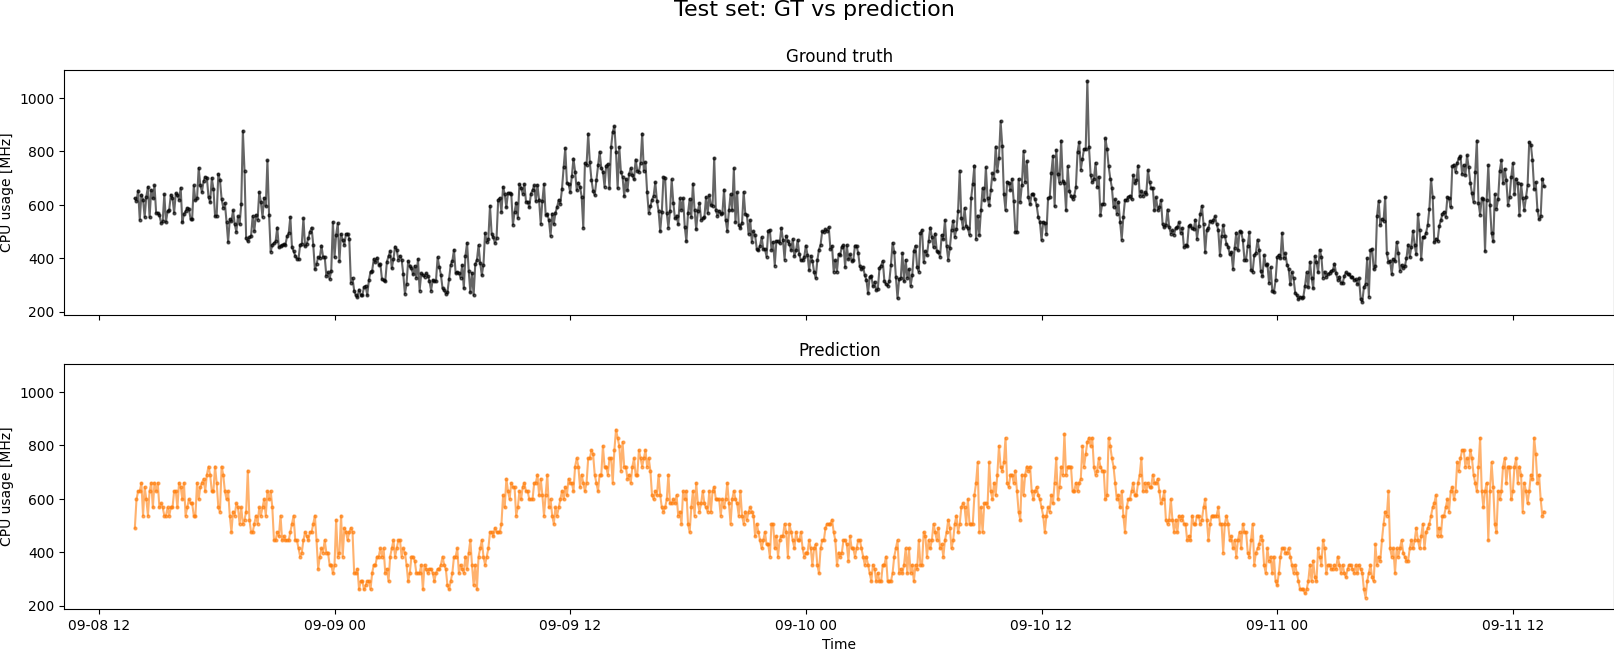 Test set: GT vs prediction
Ground truth
CPU usage [MHz]
1000
800
600
400
200
Prediction
CPU usage [MHz]
1000
800
600
400
200
09-08 12
09-09 00
09-09 12
09-10 00
09-10 12
09-11 00
09-11 12
Time